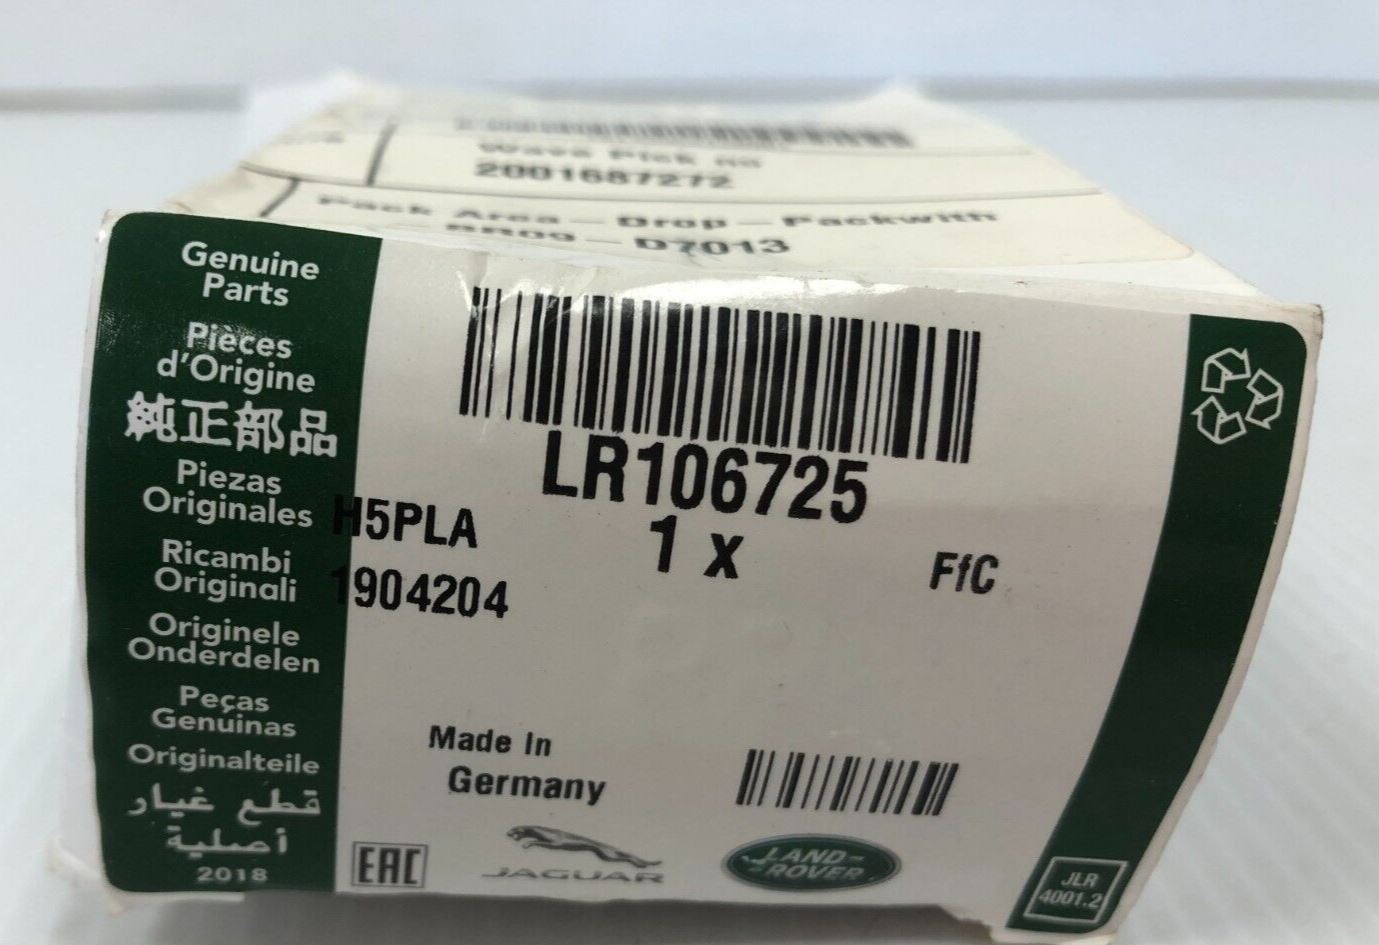 Wave Pick no
2001687272
Pack Area - Drop - Packwith
- D7013
Genuine
Parts
Pièces
d'Origine
純正部品
Piezas
Originales
Ricambi
Originali
Originele
Onderdelen
Peças
Genuinas
Originalteile
قطع غيار
أصلية
2018
LR106725
H5PLA
1 x
FfC
1904204
Made In
Germany
EAC
JAGUAR
LAND-
ROVER
JLR
4001.2